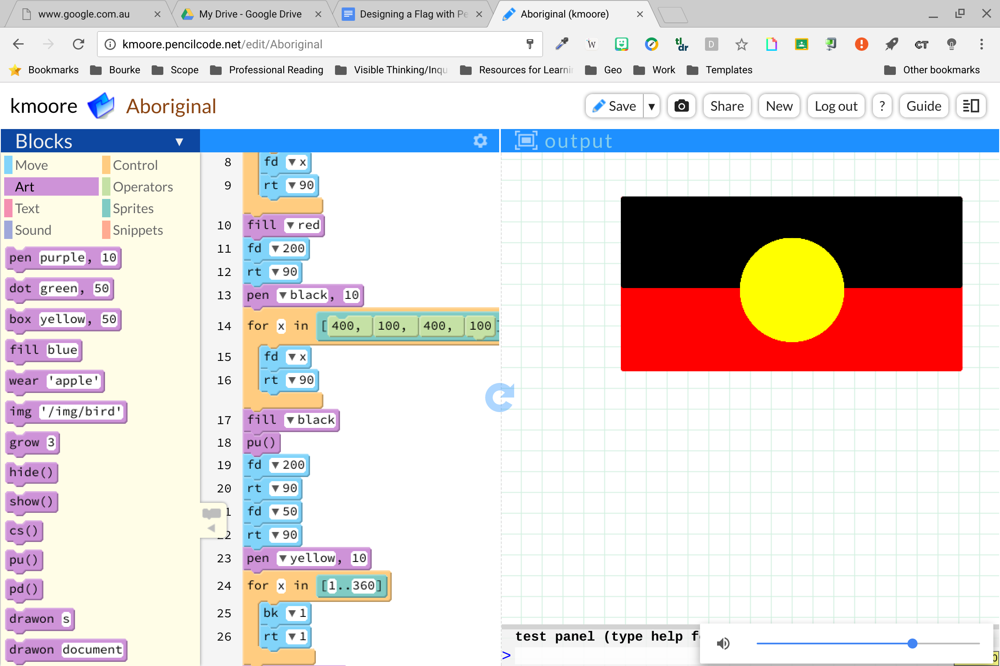 www.google.com.au
My Drive - Google Drive
Designing a Flag with Pe
Aboriginal (kmoore)
kmoore.pencilcode.net/edit/Aboriginal
W
tl;dr
D
CT
Bookmarks Bourke Scope Professional Reading Visible Thinking/Inqu Resources for Learnin Geo Work Templates Other bookmarks
kmoore Aboriginal
Save Share New Log out ? Guide
Blocks
output
Move Control
Art Operators
Text Sprites
Sound Snippets
pen purple, 10
dot green, 50
box yellow, 50
fill blue
wear 'apple'
img '/img/bird'
grow 3
hide()
show()
cs()
pu()
pd()
drawon s
drawon document
8 fd x
9 rt 90
10 fill red
11 fd 200
12 rt 90
13 pen black, 10
14 for x in [400, 100, 400, 100]
15 fd x
16 rt 90
17 fill black
18 pu()
19 fd 200
20 rt 90
1 fd 50
22 rt 90
23 pen yellow, 10
24 for x in [1..360]
25 bk 1
26 rt 1
test panel (type help f
>